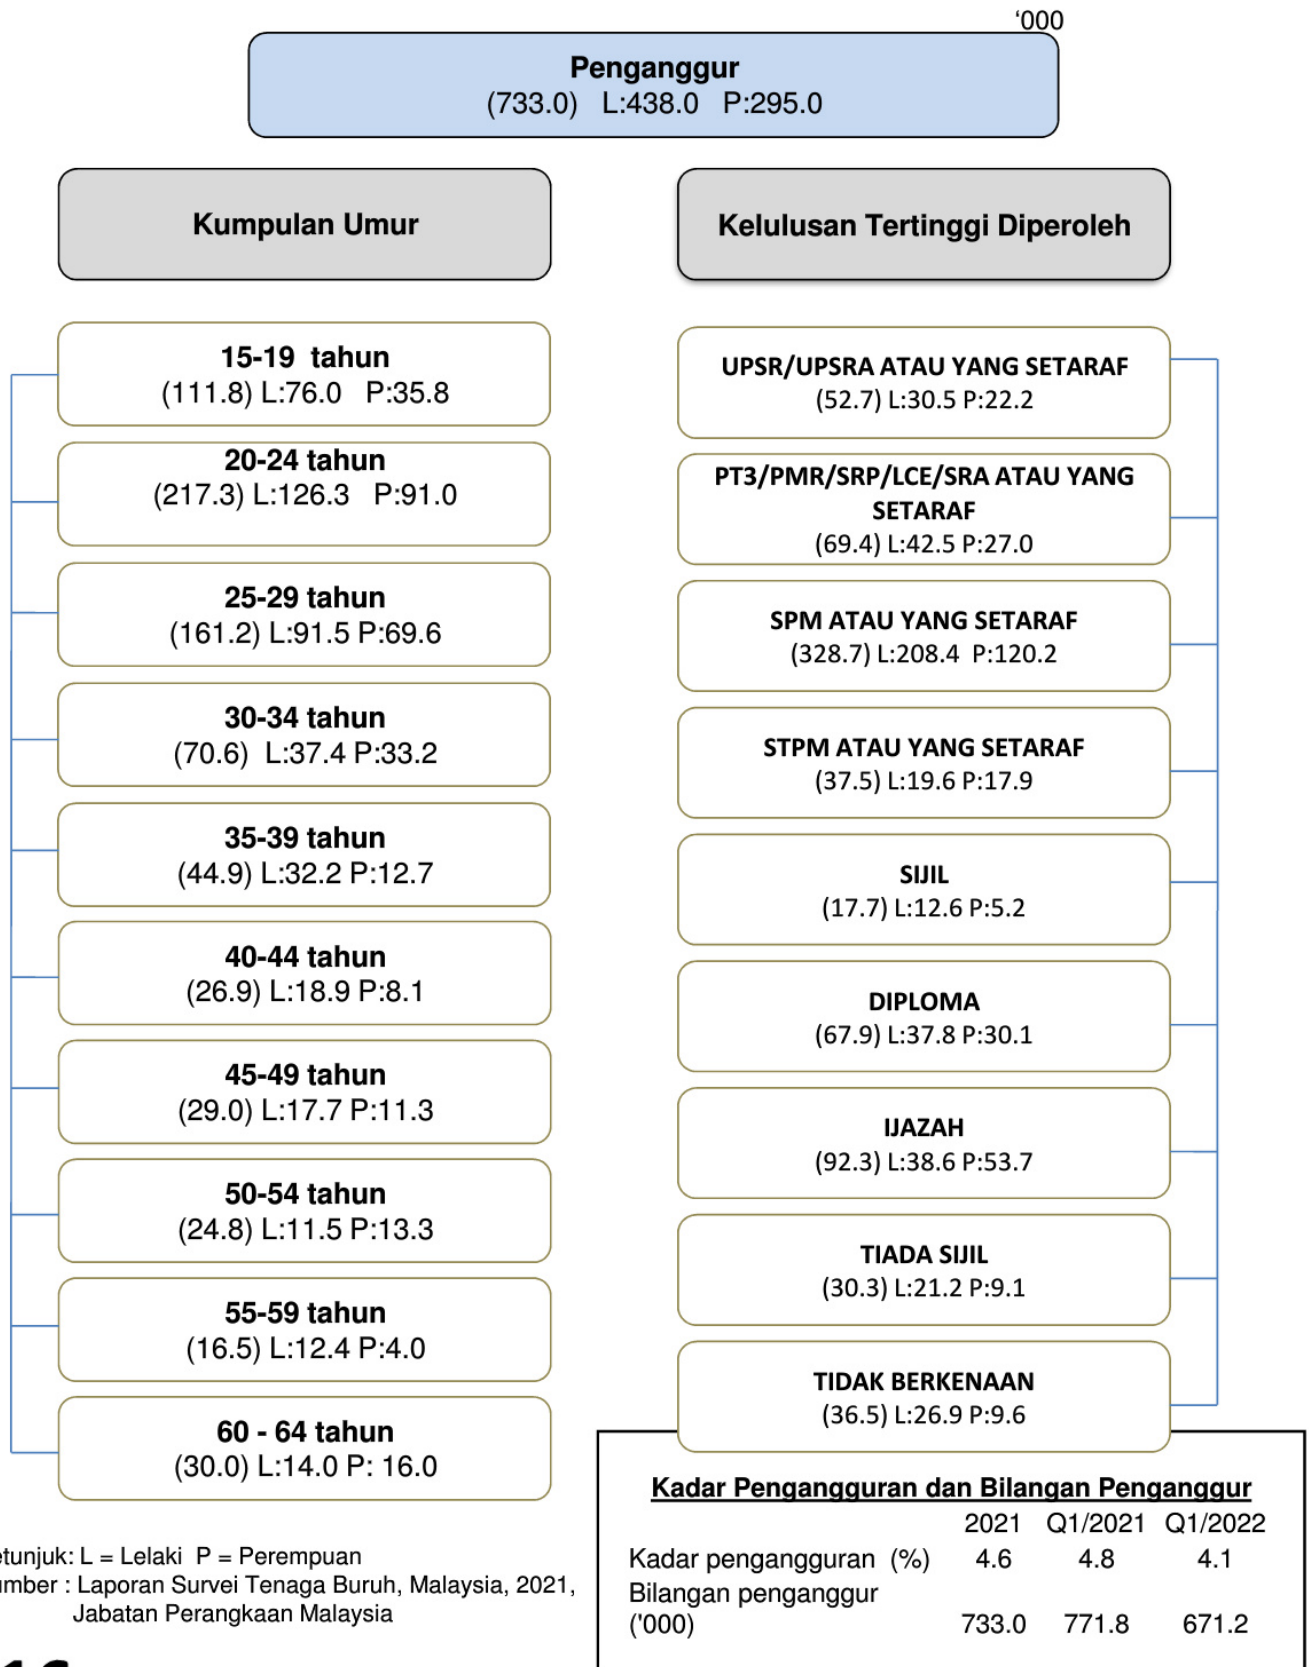 ‘000
Penganggur
(733.0) L:438.0 P:295.0
Kumpulan Umur
15-19 tahun
(111.8) L:76.0 P:35.8
20-24 tahun
(217.3) L:126.3 P:91.0
25-29 tahun
(161.2) L:91.5 P:69.6
30-34 tahun
(70.6) L:37.4 P:33.2
35-39 tahun
(44.9) L:32.2 P:12.7
40-44 tahun
(26.9) L:18.9 P:8.1
45-49 tahun
(29.0) L:17.7 P:11.3
50-54 tahun
(24.8) L:11.5 P:13.3
55-59 tahun
(16.5) L:12.4 P:4.0
60 - 64 tahun
(30.0) L:14.0 P: 16.0
Kelulusan Tertinggi Diperoleh
UPSR/UPSRA ATAU YANG SETARAF
(52.7) L:30.5 P:22.2
PT3/PMR/SRP/LCE/SRA ATAU YANG
SETARAF
(69.4) L:42.5 P:27.0
SPM ATAU YANG SETARAF
(328.7) L:208.4 P:120.2
STPM ATAU YANG SETARAF
(37.5) L:19.6 P:17.9
SIJIL
(17.7) L:12.6 P:5.2
DIPLOMA
(67.9) L:37.8 P:30.1
IJAZAH
(92.3) L:38.6 P:53.7
TIADA SIJIL
(30.3) L:21.2 P:9.1
TIDAK BERKENAAN
(36.5) L:26.9 P:9.6
Kadar Pengangguran dan Bilangan Penganggur
2021 Q1/2021 Q1/2022
Kadar pengangguran (%) 4.6 4.8 4.1
Bilangan penganggur
('000) 733.0 771.8 671.2
etunjuk: L = Lelaki P = Perempuan
umber : Laporan Survei Tenaga Buruh, Malaysia, 2021,
Jabatan Perangkaan Malaysia